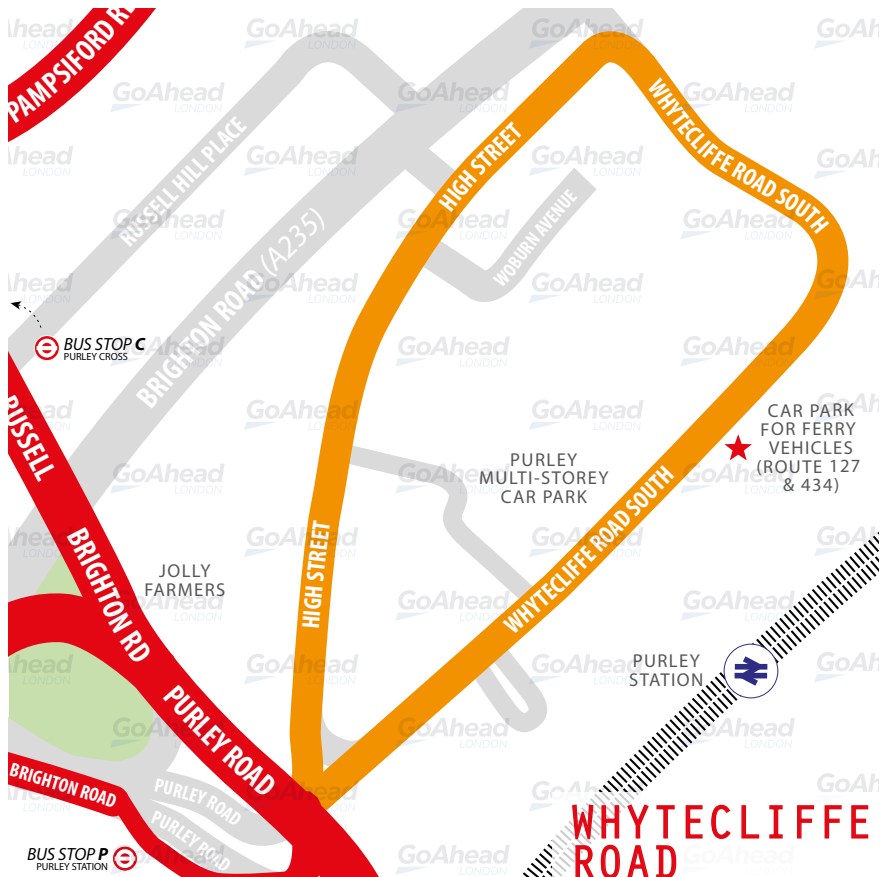 PAMPSIFORD RD
RUSSELL HILL PLACE
BRIGHTON ROAD (A235)
HIGH STREET
WHYTECLIFFE ROAD SOUTH
WOBURN AVENUE
BUS STOP C
PURLEY CROSS
RUSSELL
CAR PARK
FOR FERRY
VEHICLES
(ROUTE 127
& 434)
PURLEY
MULTI-STOREY
CAR PARK
WHYTECLIFFE ROAD SOUTH
HIGH STREET
BRIGHTON RD
JOLLY
FARMERS
PURLEY
STATION
PURLEY ROAD
BRIGHTON ROAD
PURLEY ROAD
PURLEY ROAD
BUS STOP P
PURLEY STATION
WHYTECLIFFE
ROAD
GoAhead
LONDON